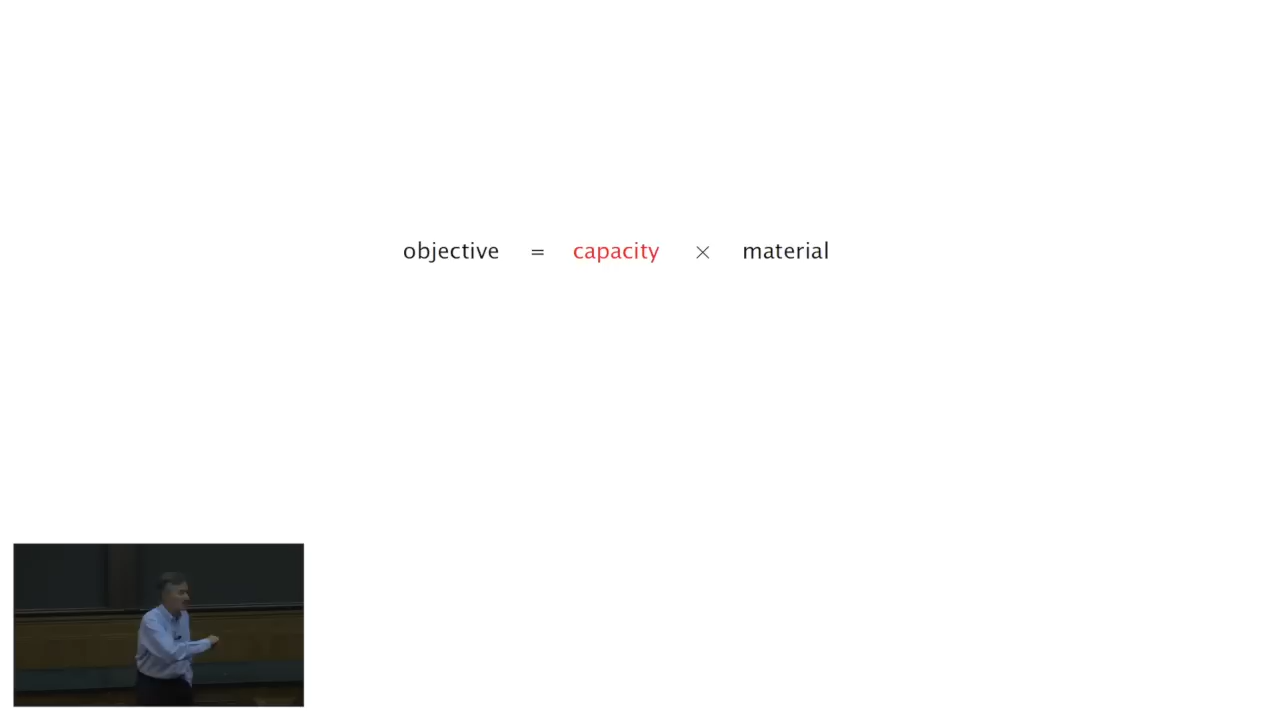 objective = capacity × material